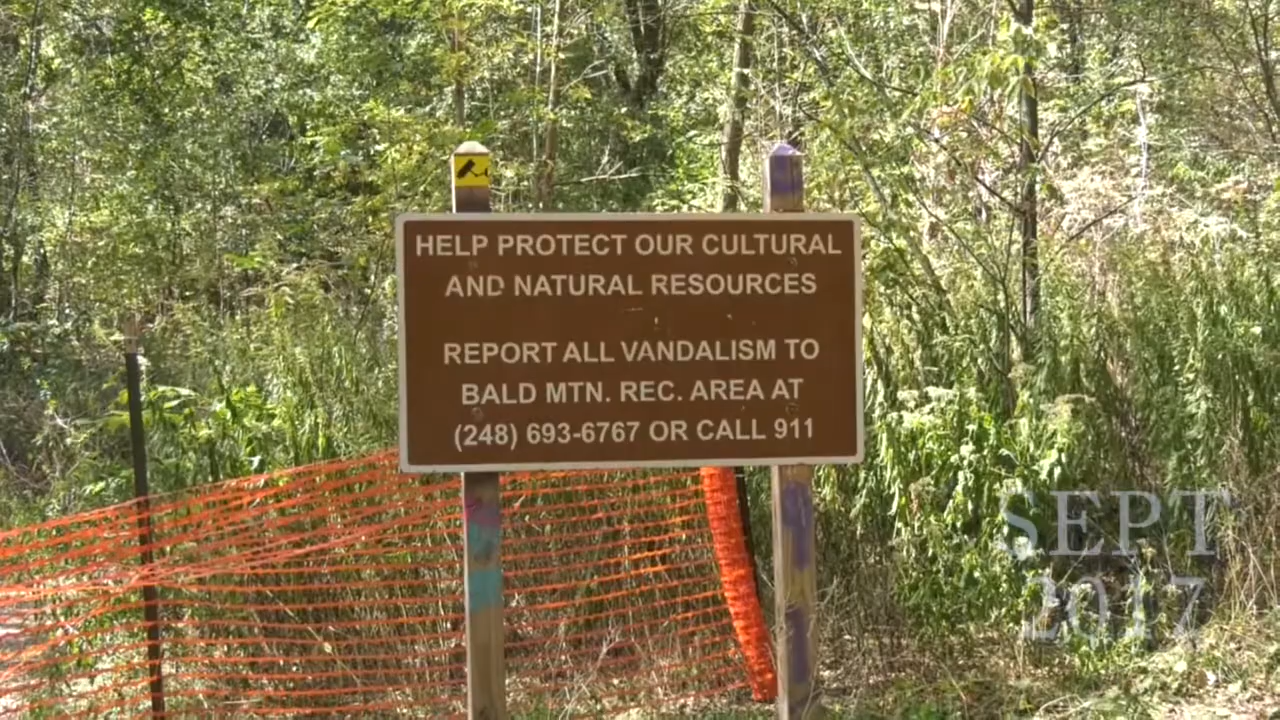 HELP PROTECT OUR CULTURAL
AND NATURAL RESOURCES
REPORT ALL VANDALISM TO
BALD MTN. REC. AREA AT
(248) 693-6767 OR CALL 911
SEPT
2017